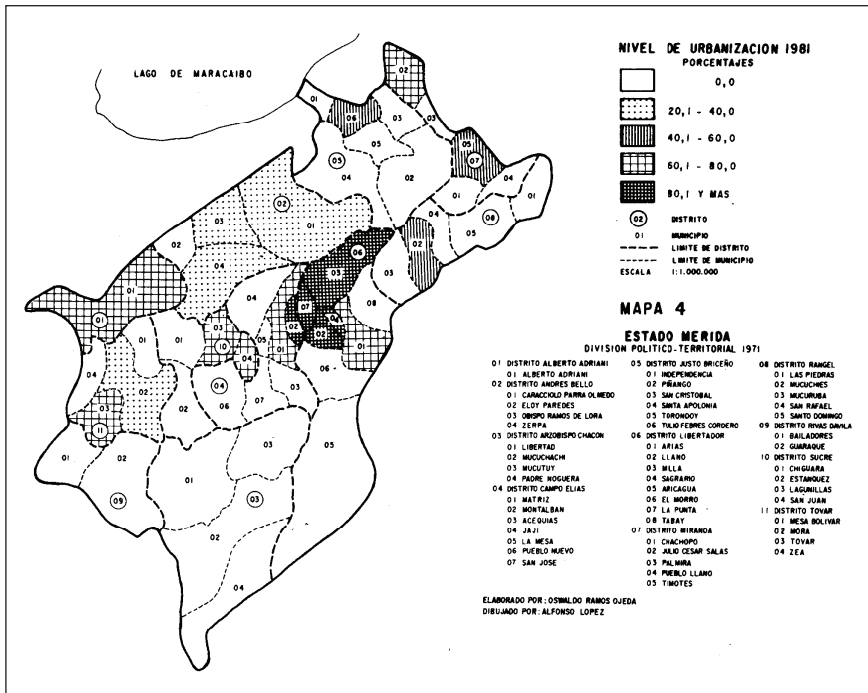 LAGO DE MARACAIBO
NIVEL DE URBANIZACION 1981
PORCENTAJES
0,0
20,1 - 40,0
40,1 - 60,0
60,1 - 80,0
80,1 Y MAS
02 DISTRITO
01 MUNICIPIO
LIMITE DE DISTRITO
LIMITE DE MUNICIPIO
ESCALA 1:1.000.000
MAPA 4
ESTADO MERIDA
DIVISION POLITICO-TERRITORIAL 1971
01 DISTRITO ALBERTO ADRIANI
01 ALBERTO ADRIANI
02 DISTRITO ANDRES BELLO
01 CARACCIOLO PARRA OLMEDO
02 ELOY PAREDES
03 OBISPO RAMOS DE LORA
04 ZERPA
03 DISTRITO ARZOBISPO CHACON
01 LIBERTAD
02 MUCUCHACHI
03 MUCUTUY
04 PADRE NOGUERA
04 DISTRITO CAMPO ELIAS
01 MATRIZ
02 MONTALBAN
03 ACEQUIAS
04 JAJI
05 LA MESA
06 PUEBLO NUEVO
07 SAN JOSE
05 DISTRITO JUSTO BRICEÑO
01 INDEPENDENCIA
02 PIÑANGO
03 SAN CRISTOBAL
04 SANTA APOLONIA
05 TORONDOY
06 TULIO FEBRES CORDERO
06 DISTRITO LIBERTADOR
01 ARIAS
02 LLANO
03 MILLA
04 SAGRARIO
05 ARICAGUA
06 EL MORRO
07 LA PUNTA
08 TABAY
07 DISTRITO MIRANDA
01 CHACHOPO
02 JULIO CESAR SALAS
03 PALMIRA
04 PUEBLO LLANO
05 TIMOTES
08 DISTRITO RANGEL
01 LAS PIEDRAS
02 MUCUCHIES
03 MUCURUBA
04 SAN RAFAEL
05 SANTO DOMINGO
09 DISTRITO RIVAS DAVILA
01 BAILADORES
02 GUARAQUE
10 DISTRITO SUCRE
01 CHIGUARA
02 ESTANQUEZ
03 LAGUNILLAS
04 SAN JUAN
11 DISTRITO TOVAR
01 MESA BOLIVAR
02 MORA
03 TOVAR
04 ZEA
ELABORADO POR: OSWALDO RAMOS OJEDA
DIBUJADO POR: ALFONSO LOPEZ